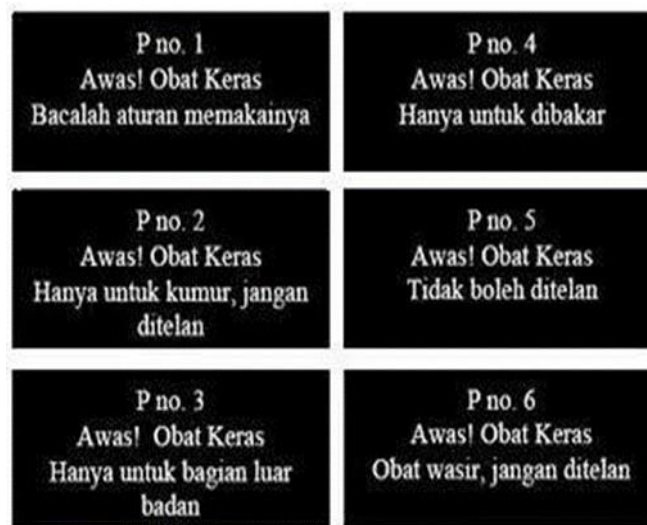 P no. 1
Awas! Obat Keras
Bacalah aturan memakainya
P no. 4
Awas! Obat Keras
Hanya untuk dibakar
P no. 2
Awas! Obat Keras
Hanya untuk kumur, jangan
ditelan
P no. 5
Awas! Obat Keras
Tidak boleh ditelan
P no. 3
Awas! Obat Keras
Hanya untuk bagian luar
badan
P no. 6
Awas! Obat Keras
Obat wasir, jangan ditelan